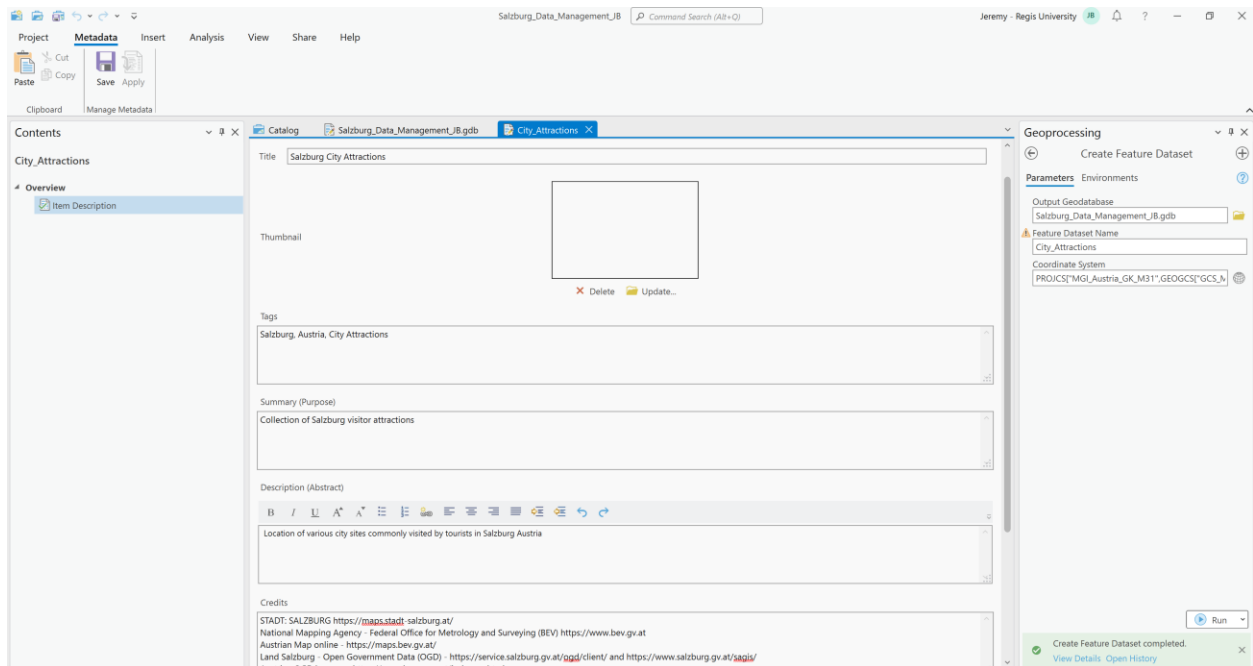 Salzburg_Data_Management_JB
Command Search (Alt+Q)
Jeremy - Regis University
JB
?
Project Metadata Insert Analysis View Share Help
Paste
Cut
Copy
Save Apply
Clipboard
Manage Metadata
Contents
City_Attractions
Overview
Item Description
Catalog
Salzburg_Data_Management_JB.gdb
City_Attractions
Title
Salzburg City Attractions
Thumbnail
Delete
Update...
Tags
Salzburg, Austria, City Attractions
Summary (Purpose)
Collection of Salzburg visitor attractions
Description (Abstract)
B I U A A
Location of various city sites commonly visited by tourists in Salzburg Austria
Credits
STADT: SALZBURG https://maps.stadt-salzburg.at/
National Mapping Agency - Federal Office for Metrology and Surveying (BEV) https://www.bev.gv.at
Austrian Map online - https://maps.bev.gv.at/
Land Salzburg - Open Government Data (OGD) - https://service.salzburg.gv.at/ogd/client/ and https://www.salzburg.gv.at/sagis/
Geoprocessing
Create Feature Dataset
Parameters Environments
?
Output Geodatabase
Salzburg_Data_Management_JB.gdb
Feature Dataset Name
City_Attractions
Coordinate System
PROJCS["MGI_Austria_GK_M31",GEOGCS["GCS_M
Run
Create Feature Dataset completed.
View Details Open History